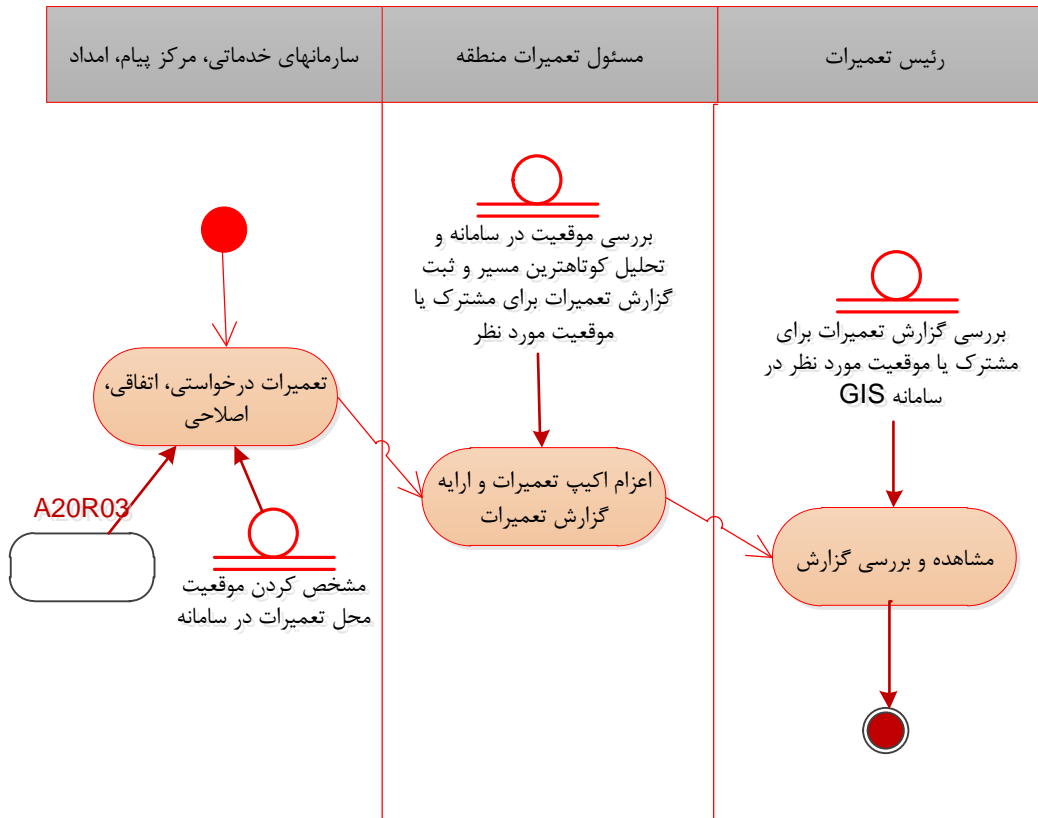 رئیس تعمیرات
مسئول تعمیرات منطقه
سارمانهای خدماتی، مرکز پیام، امداد
بررسی موقعیت در سامانه و
تحلیل کوتاهترین مسیر و ثبت
گزارش تعمیرات برای مشترک یا
موقعیت مورد نظر
بررسی گزارش تعمیرات برای
مشترک یا موقعیت مورد نظر در
سامانه GIS
تعمیرات درخواستی، اتفاقی،
اصلاحی
اعزام اکیپ تعمیرات و ارایه
گزارش تعمیرات
مشاهده و بررسی گزارش
A20R03
مشخص کردن موقعیت
محل تعمیرات در سامانه